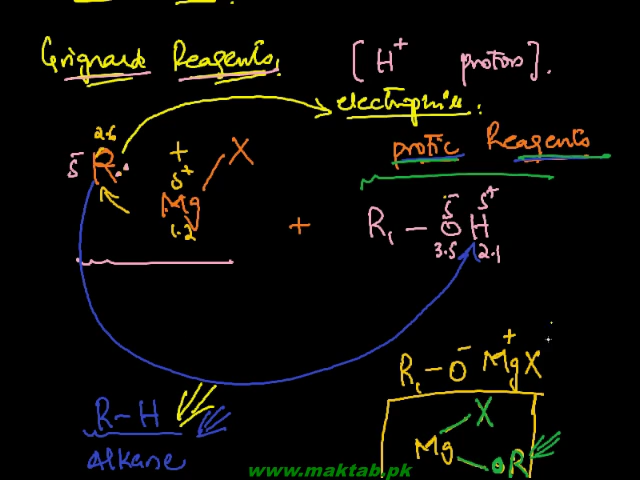 Grignard Reagents. [H+ protons].
electrophile.
protic Reagents
2.6
δ- R:
+
δ+
Mg X
1.2
+
R1 - OH
δ- δ+
3.5 2.1
R1-O- +MgX
R-H
Alkane
X
Mg
OR
www.maktab.pk